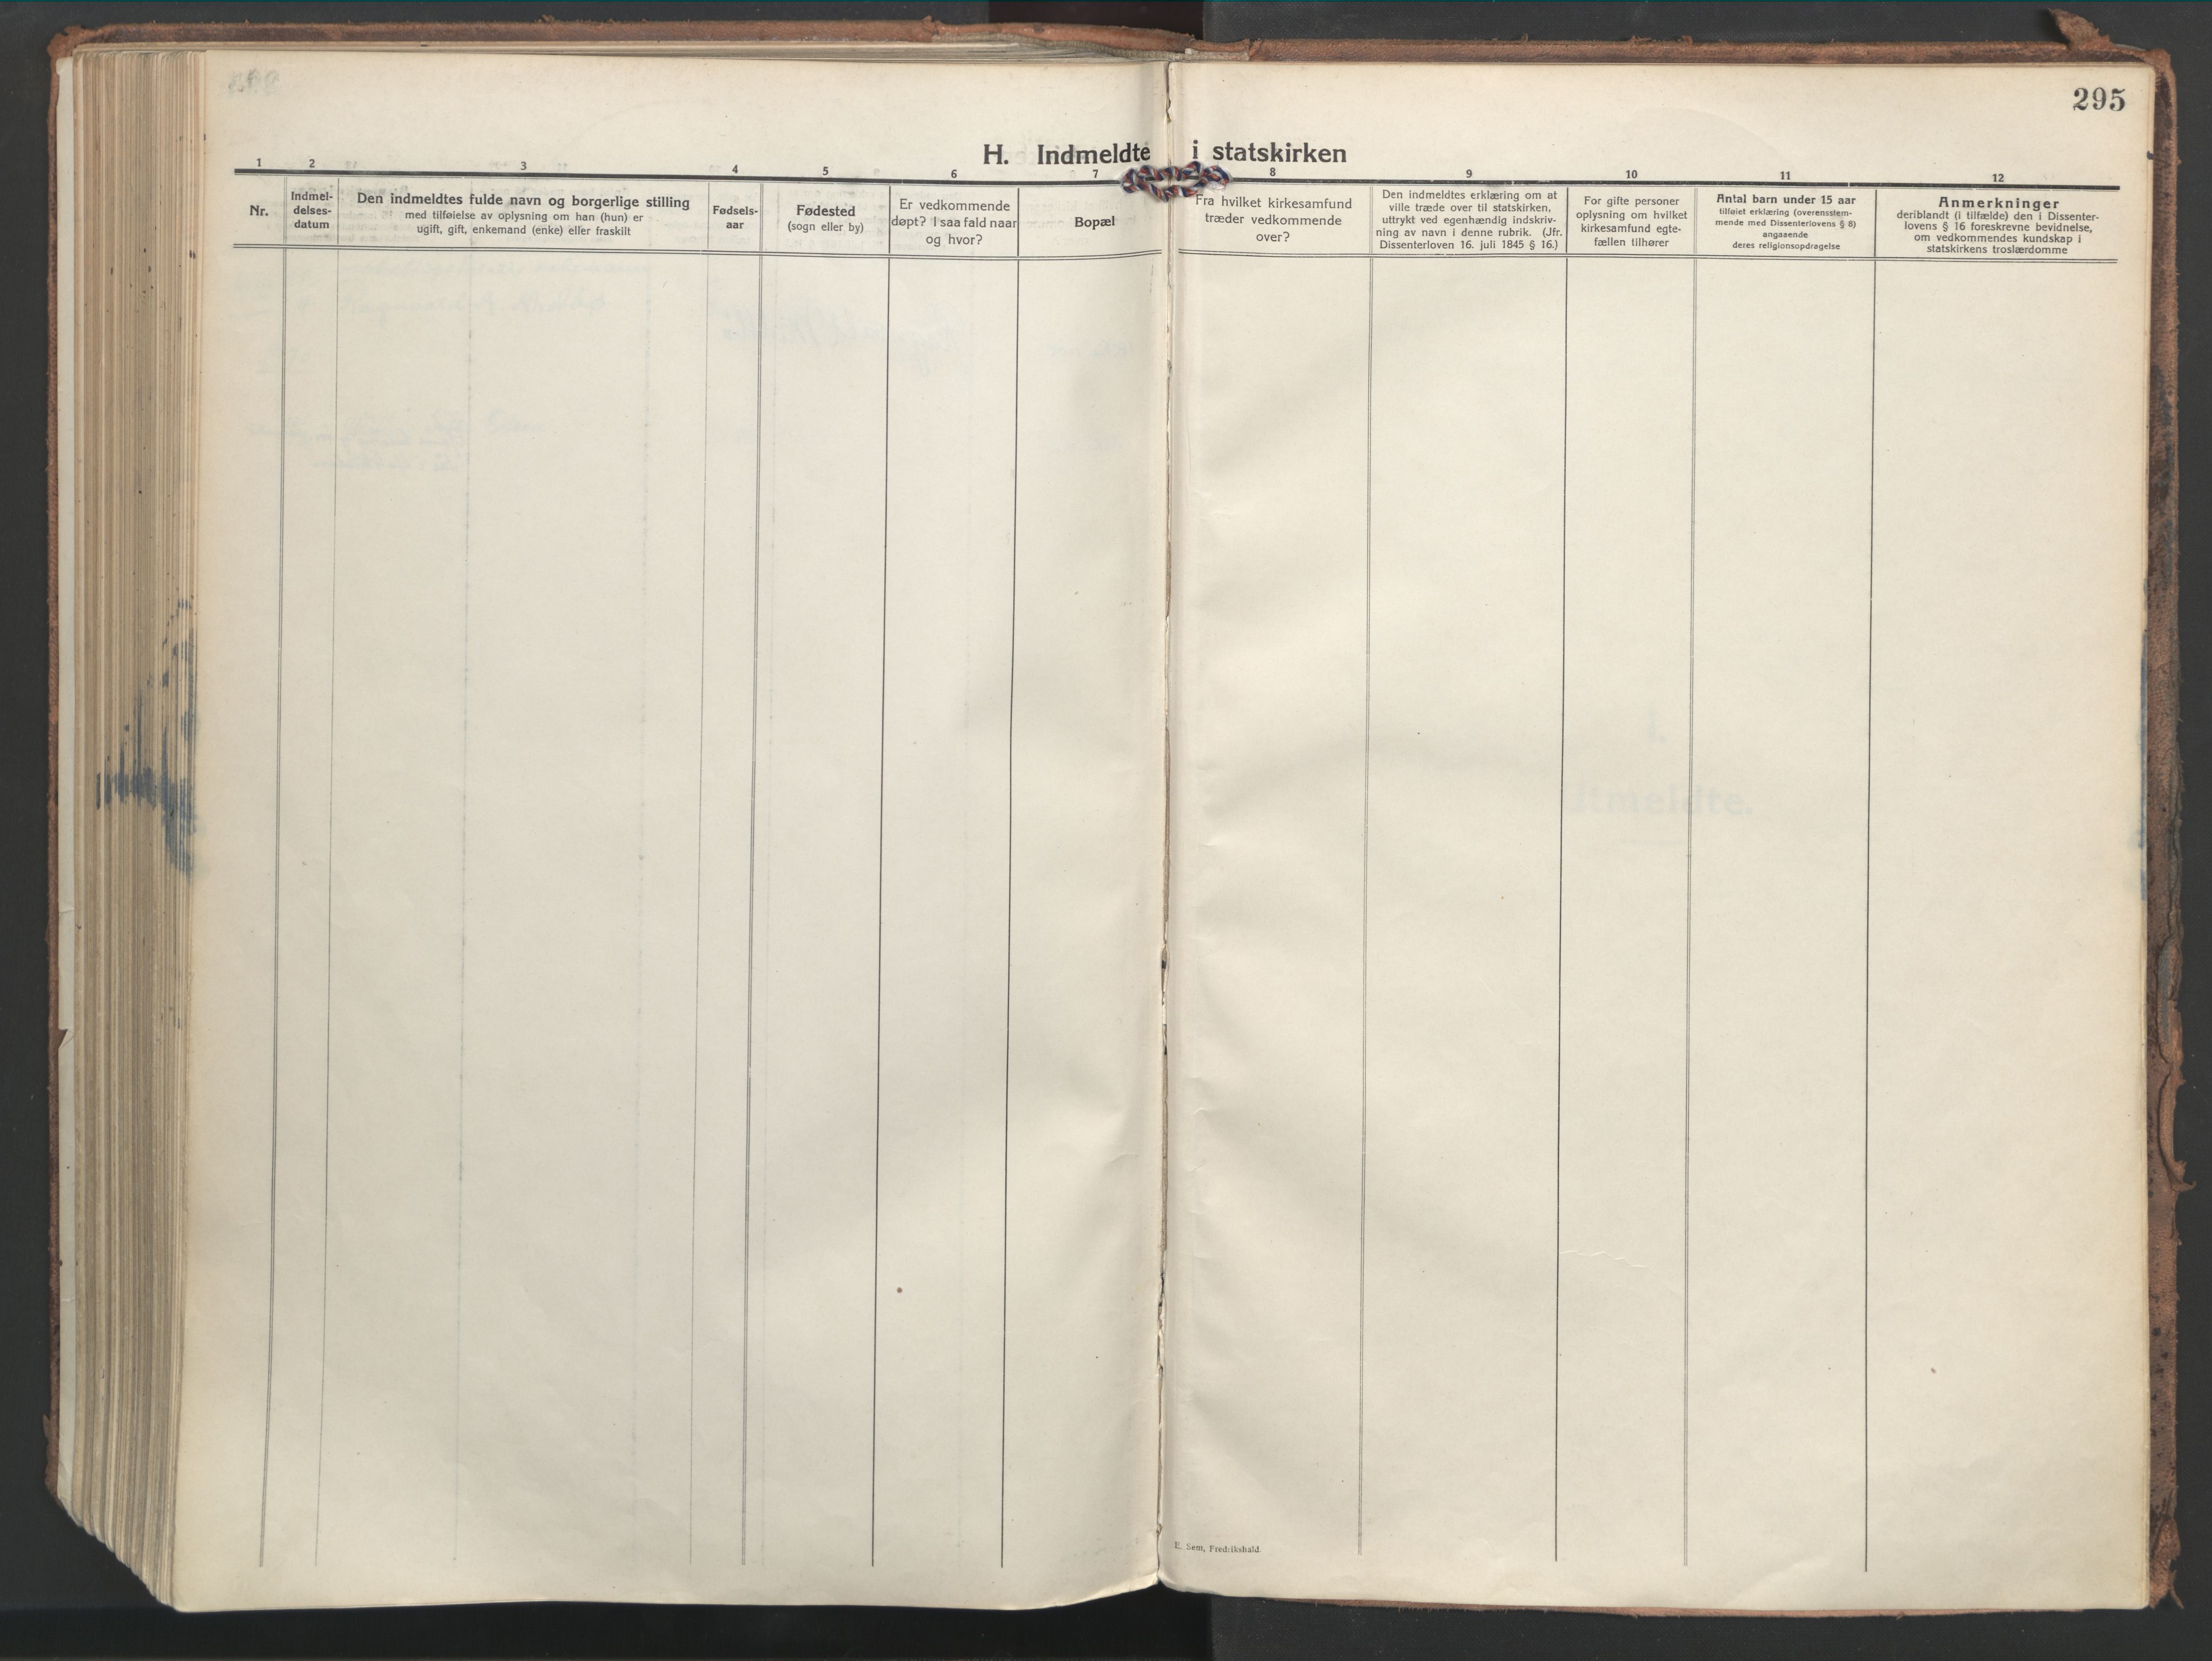 295
H. Indmeldte i statskirken
1 2 3 4 5 6 7 8 9 10 11 12
Nr.
Indmel-
delses-
datum
Den indmeldtes fulde navn og borgerlige stilling
med tilføielse av oplysning om han (hun) er
ugift, gift, enkemand (enke) eller fraskilt
Fødsels-
aar
Fødested
(sogn eller by)
Er vedkommende
døpt? I saa fald naar
og hvor?
Bopæl
Fra hvilket kirkesamfund
træder vedkommende
over?
Den indmeldtes erklæring om at
ville træde over til statskirken,
uttrykt ved egenhændig indskriv-
ning av navn i denne rubrik. (Jfr.
Dissenterloven 16. juli 1845 § 16.)
For gifte personer
oplysning om hvilket
kirkesamfund egte-
fællen tilhører
Antal barn under 15 aar
tilføiet erklæring (overensstem-
mende med Dissenterlovens § 8)
angaaende
deres religionsopdragelse
Anmerkninger
deriblandt (i tilfælde) den i Dissenter-
lovens § 16 foreskrevne bevidnelse,
om vedkommendes kundskap i
statskirkens troslærdomme
E. Sem, Fredrikshald.